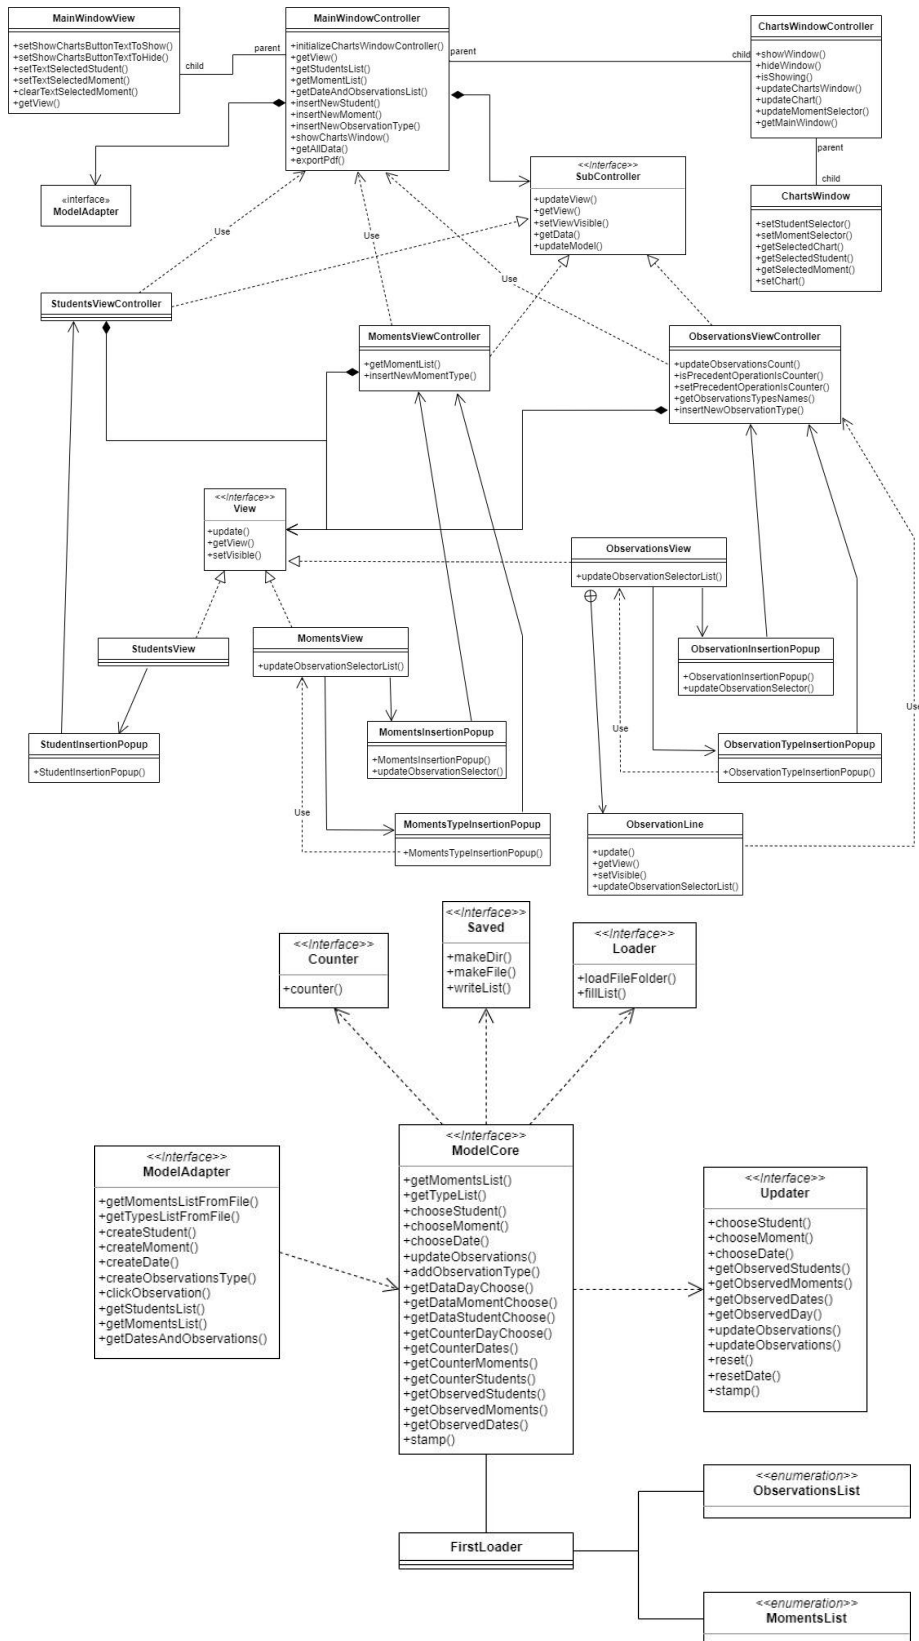 MainWindowView
+setShowChartsButtonTextToShow()
+setShowChartsButtonTextToHide()
+setTextSelectedStudent()
+setTextSelectedMoment()
+clearTextSelectedMoment()
+getView()
child
parent
MainWindowController
+initializeChartsWindowController()
+getView()
+getStudentsList()
+getMomentList()
+getDateAndObservationsList()
+insertNewStudent()
+insertNewMoment()
+insertNewObservationType()
+showChartsWindow()
+getAllData()
+exportPdf()
parent
child
ChartsWindowController
+showWindow()
+hideWindow()
+isShowing()
+updateChartsWindow()
+updateChart()
+updateMomentSelector()
+getMainWindow()
parent
child
ChartsWindow
+setStudentSelector()
+setMomentSelector()
+getSelectedChart()
+getSelectedStudent()
+getSelectedMoment()
+setChart()
«interface»
ModelAdapter
<<Interface>>
SubController
+updateView()
+getView()
+setViewVisible()
+getData()
+updateModel()
Use
Use
Use
StudentsViewController
MomentsViewController
+getMomentList()
+insertNewMomentType()
ObservationsViewController
+updateObservationsCount()
+isPrecedentOperationIsCounter()
+setPrecedentOperationIsCounter()
+getObservationsTypesNames()
+insertNewObservationType()
<<Interface>>
View
+update()
+getView()
+setVisible()
ObservationsView
+updateObservationSelectorList()
StudentsView
MomentsView
+updateObservationSelectorList()
ObservationInsertionPopup
+ObservationInsertionPopup()
+updateObservationSelector()
Use
StudentInsertionPopup
+StudentInsertionPopup()
MomentsInsertionPopup
+MomentsInsertionPopup()
+updateObservationSelector()
Use
ObservationTypeInsertionPopup
+ObservationTypeInsertionPopup()
Use
MomentsTypeInsertionPopup
+MomentsTypeInsertionPopup()
ObservationLine
+update()
+getView()
+setVisible()
+updateObservationSelectorList()
<<Interface>>
Counter
+counter()
<<Interface>>
Saved
+makeDir()
+makeFile()
+writeList()
<<Interface>>
Loader
+loadFileFolder()
+fillList()
<<Interface>>
ModelAdapter
+getMomentsListFromFile()
+getTypesListFromFile()
+createStudent()
+createMoment()
+createDate()
+createObservationsType()
+clickObservation()
+getStudentsList()
+getMomentsList()
+getDatesAndObservations()
<<Interface>>
ModelCore
+getMomentsList()
+getTypeList()
+chooseStudent()
+chooseMoment()
+chooseDate()
+updateObservations()
+addObservationType()
+getDataDayChoose()
+getDataMomentChoose()
+getDataStudentChoose()
+getCounterDayChoose()
+getCounterDates()
+getCounterMoments()
+getCounterStudents()
+getObservedStudents()
+getObservedMoments()
+getObservedDates()
+stamp()
<<Interface>>
Updater
+chooseStudent()
+chooseMoment()
+chooseDate()
+getObservedStudents()
+getObservedMoments()
+getObservedDates()
+getObservedDay()
+updateObservations()
+updateObservations()
+reset()
+resetDate()
+stamp()
FirstLoader
<<enumeration>>
ObservationsList
<<enumeration>>
MomentsList